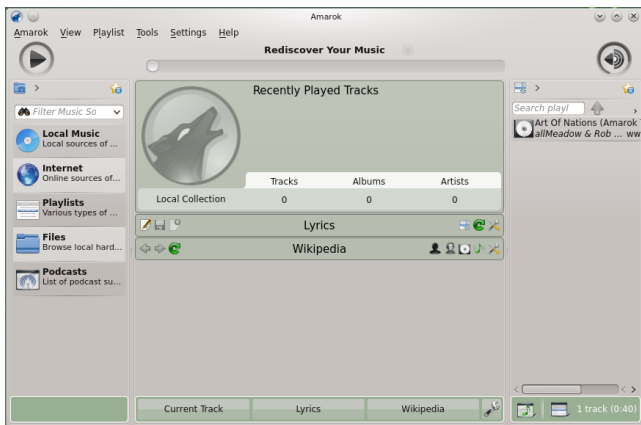 Amarok
Amarok View Playlist Tools Settings Help
Rediscover Your Music
>
Filter Music So
Local Music
Local sources of ...
Internet
Online sources of...
Playlists
Various types of ...
Files
Browse local hard...
Podcasts
List of podcast su...
Recently Played Tracks
Tracks Albums Artists
Local Collection 0 0 0
Lyrics
Wikipedia
Current Track Lyrics Wikipedia
>
Search playl
Art Of Nations (Amarok
allMeadow & Rob ... ww
1 track (0:40)